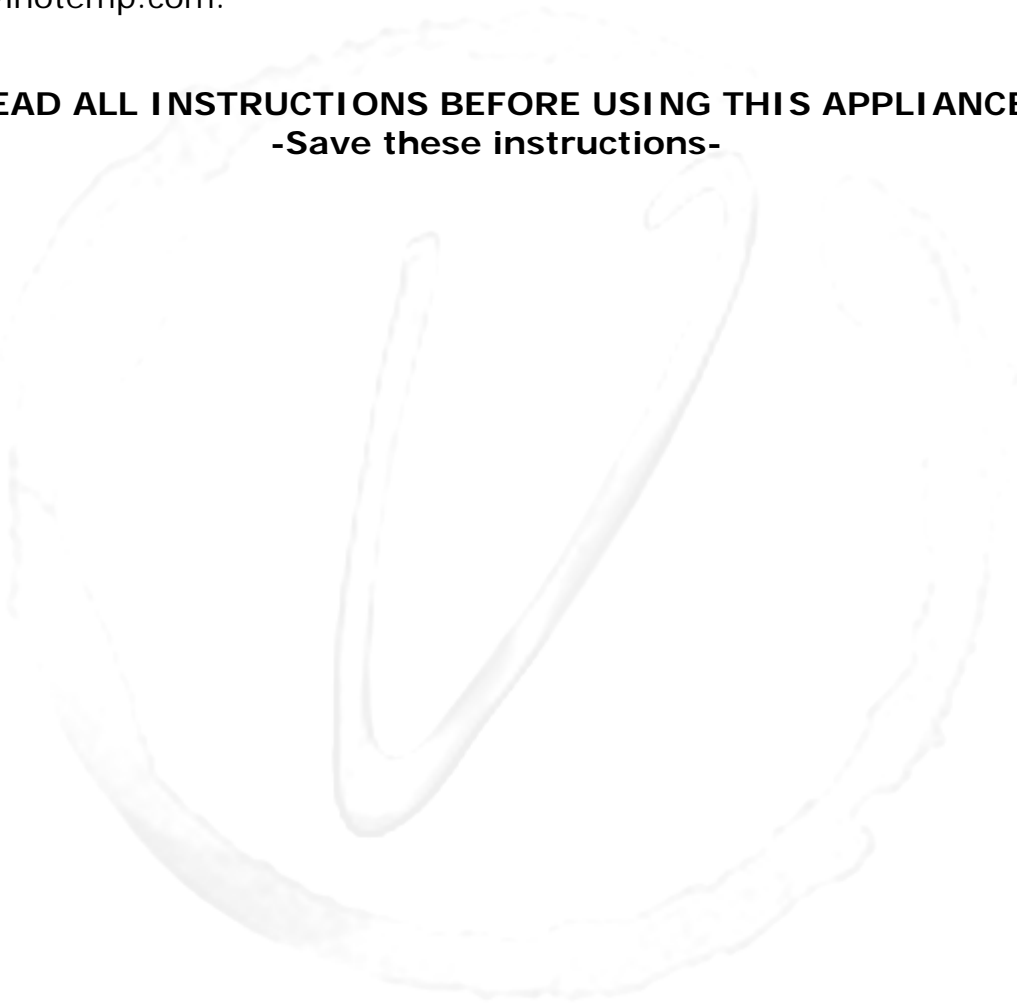 inotemp.com.
EAD ALL INSTRUCTIONS BEFORE USING THIS APPLIANCE
-Save these instructions-
V